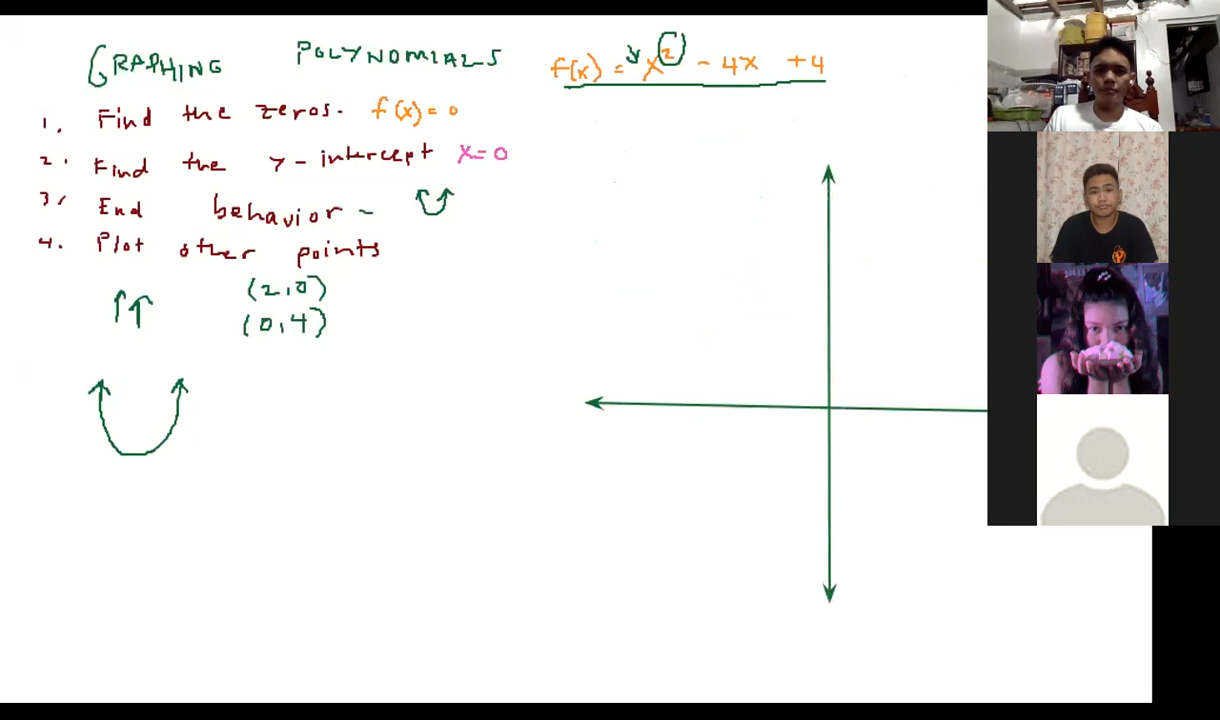 GRAPHING POLYNOMIALS
f(x) = x² - 4x + 4
1. Find the zeros. f(x) = 0
2. Find the y-intercept x = 0
3. End behavior -
4. Plot other points
(2,0)
(0,4)